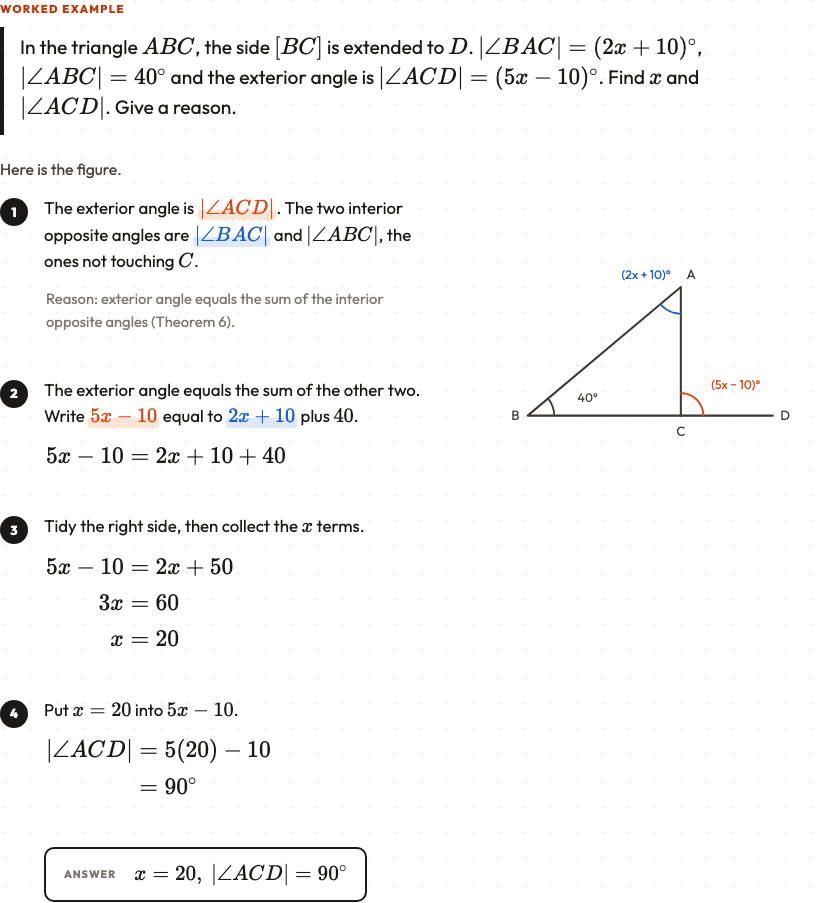 WORKED EXAMPLE
In the triangle ABC, the side [BC] is extended to D. |∠BAC| = (2x + 10)°,
|∠ABC| = 40° and the exterior angle is |∠ACD| = (5x − 10)°. Find x and
|∠ACD|. Give a reason.
Here is the figure.
1
The exterior angle is |∠ACD|. The two interior
opposite angles are |∠BAC| and |∠ABC|, the
ones not touching C.
Reason: exterior angle equals the sum of the interior
opposite angles (Theorem 6).
2
The exterior angle equals the sum of the other two.
Write 5x − 10 equal to 2x + 10 plus 40.
5x − 10 = 2x + 10 + 40
3
Tidy the right side, then collect the x terms.
5x − 10 = 2x + 50
3x = 60
x = 20
4
Put x = 20 into 5x − 10.
|∠ACD| = 5(20) − 10
= 90°
ANSWER x = 20, |∠ACD| = 90°
(2x + 10)° A
(5x − 10)°
40°
B D
C